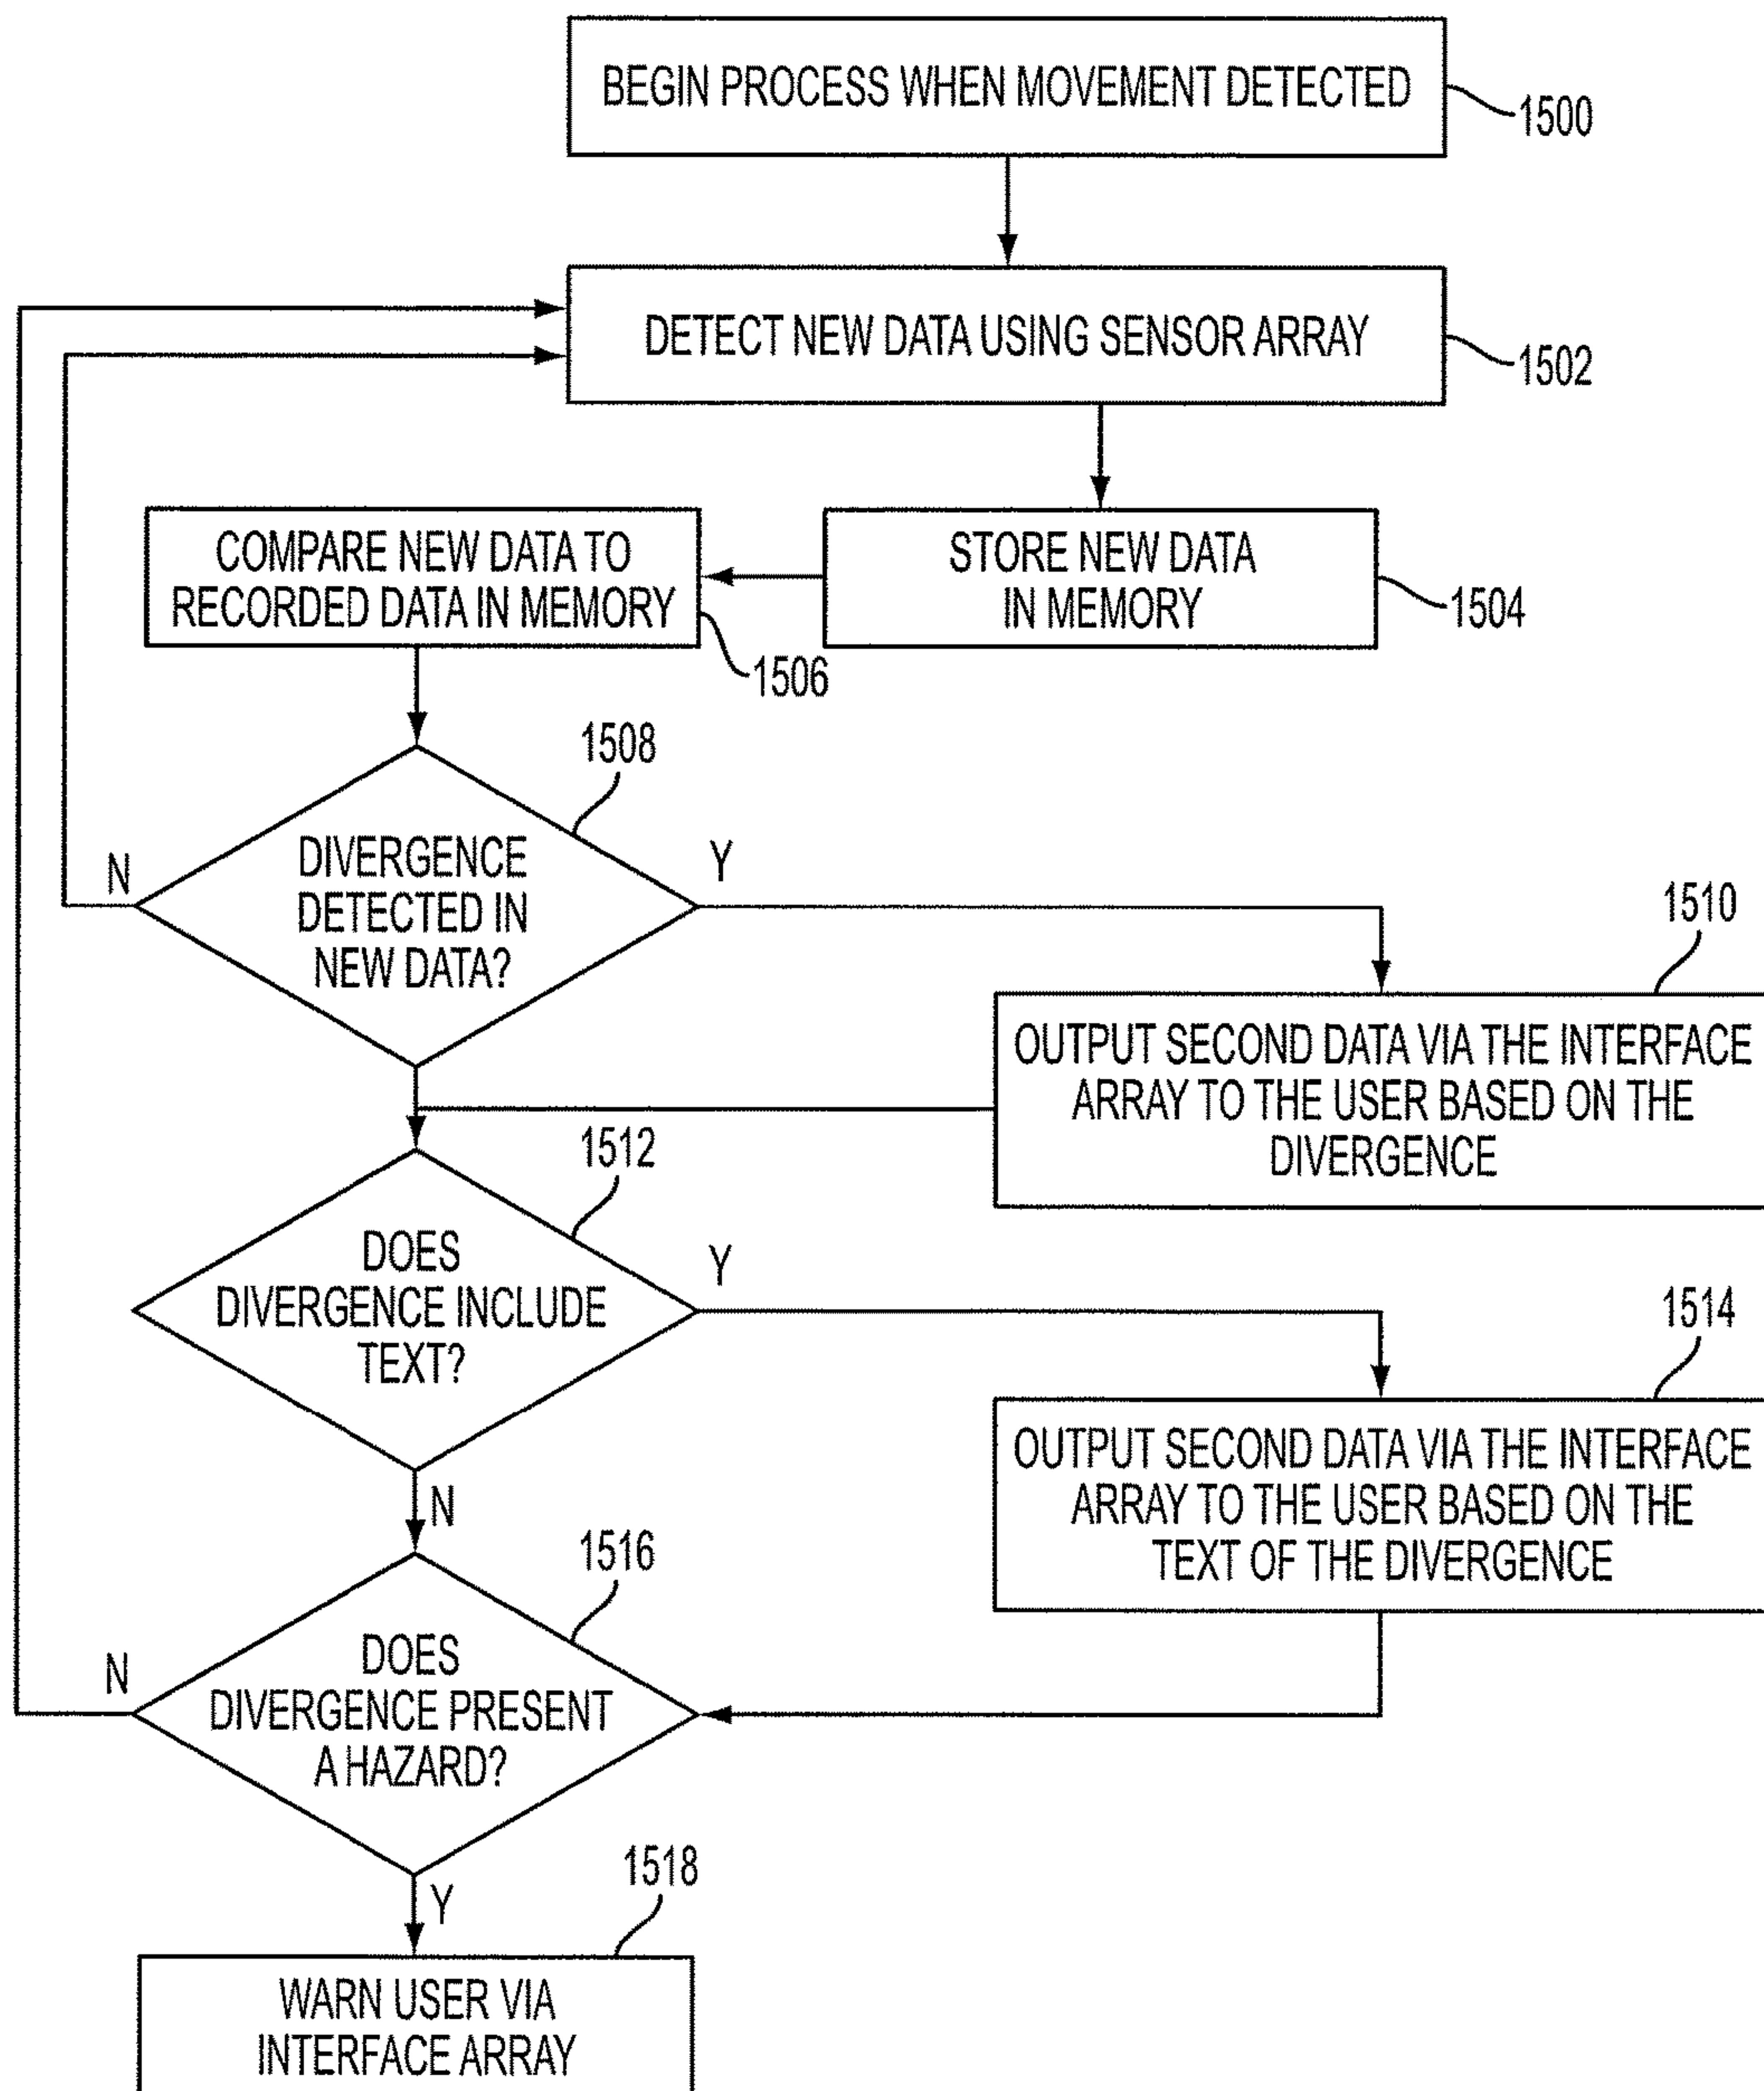 BEGIN PROCESS WHEN MOVEMENT DETECTED
1500
DETECT NEW DATA USING SENSOR ARRAY
1502
COMPARE NEW DATA TO
RECORDED DATA IN MEMORY
1506
STORE NEW DATA
IN MEMORY
1504
1508
DIVERGENCE
DETECTED IN
NEW DATA?
N
Y
1510
OUTPUT SECOND DATA VIA THE INTERFACE
ARRAY TO THE USER BASED ON THE
DIVERGENCE
1512
DOES
DIVERGENCE INCLUDE
TEXT?
Y
N
1514
OUTPUT SECOND DATA VIA THE INTERFACE
ARRAY TO THE USER BASED ON THE
TEXT OF THE DIVERGENCE
1516
DOES
DIVERGENCE PRESENT
A HAZARD?
N
Y
1518
WARN USER VIA
INTERFACE ARRAY